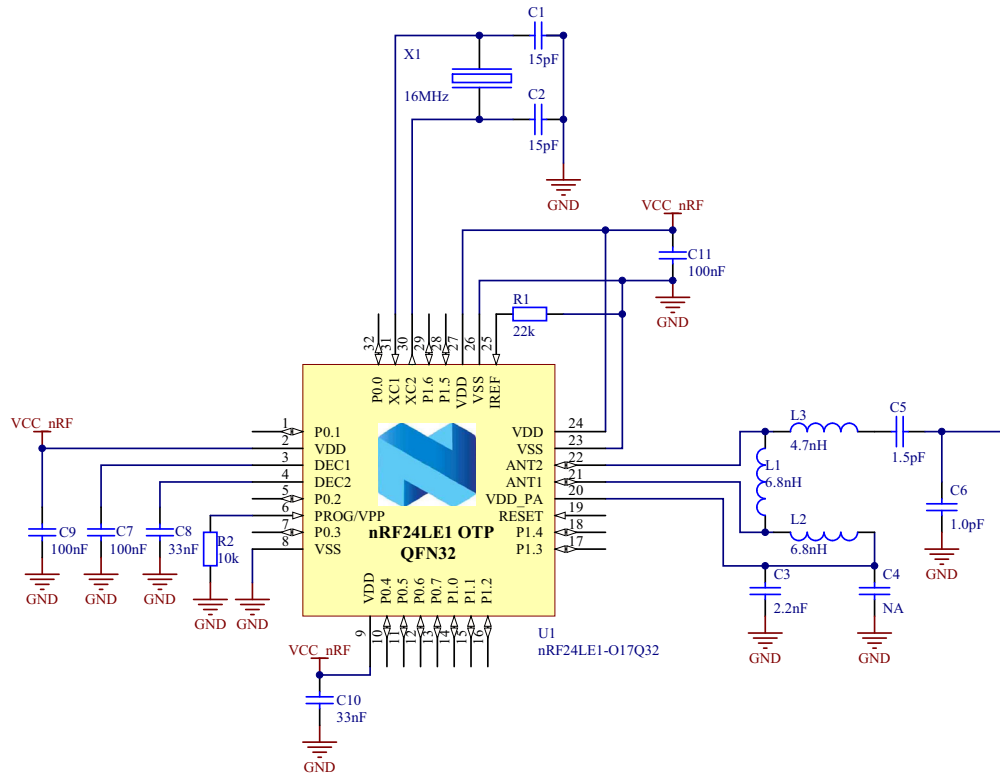 C1
15pF
X1
16MHz
C2
15pF
GND
VCC_nRF
C11
100nF
GND
R1
22k
32
31
30
29
28
27
26
25
P0.0
XC1
XC2
P1.6
P1.5
VDD
VSS
IREF
VCC_nRF
1 P0.1
2 VDD
3 DEC1
4 DEC2
5 P0.2
6 PROG/VPP
7 P0.3
8 VSS
VDD 24
VSS 23
ANT2 22
ANT1 21
VDD_PA 20
RESET 19
P1.4 18
P1.3 17
nRF24LE1 OTP
QFN32
C9
100nF
GND
C7
100nF
GND
C8
33nF
GND
R2
10k
GND
GND
L3
4.7nH
C5
1.5pF
L1
6.8nH
L2
6.8nH
C6
1.0pF
GND
C3
2.2nF
GND
C4
NA
GND
VDD
P0.4
P0.5
P0.6
P0.7
P1.0
P1.1
P1.2
9
10
11
12
13
14
15
16
U1
nRF24LE1-O17Q32
VCC_nRF
C10
33nF
GND